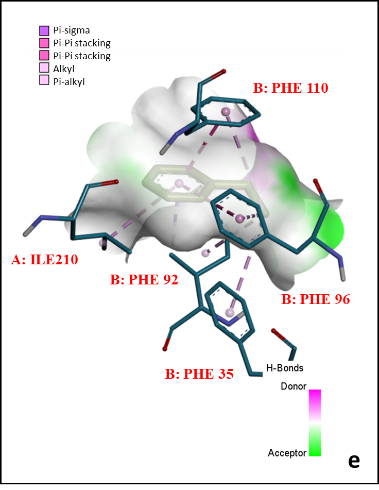 Pi-sigma
Pi-Pi stacking
Pi-Pi stacking
Alkyl
Pi-alkyl
B: PHE 110
A: ILE210
B: PHE 92
B: PHE 96
B: PHE 35
H-Bonds
Donor
Acceptor
e